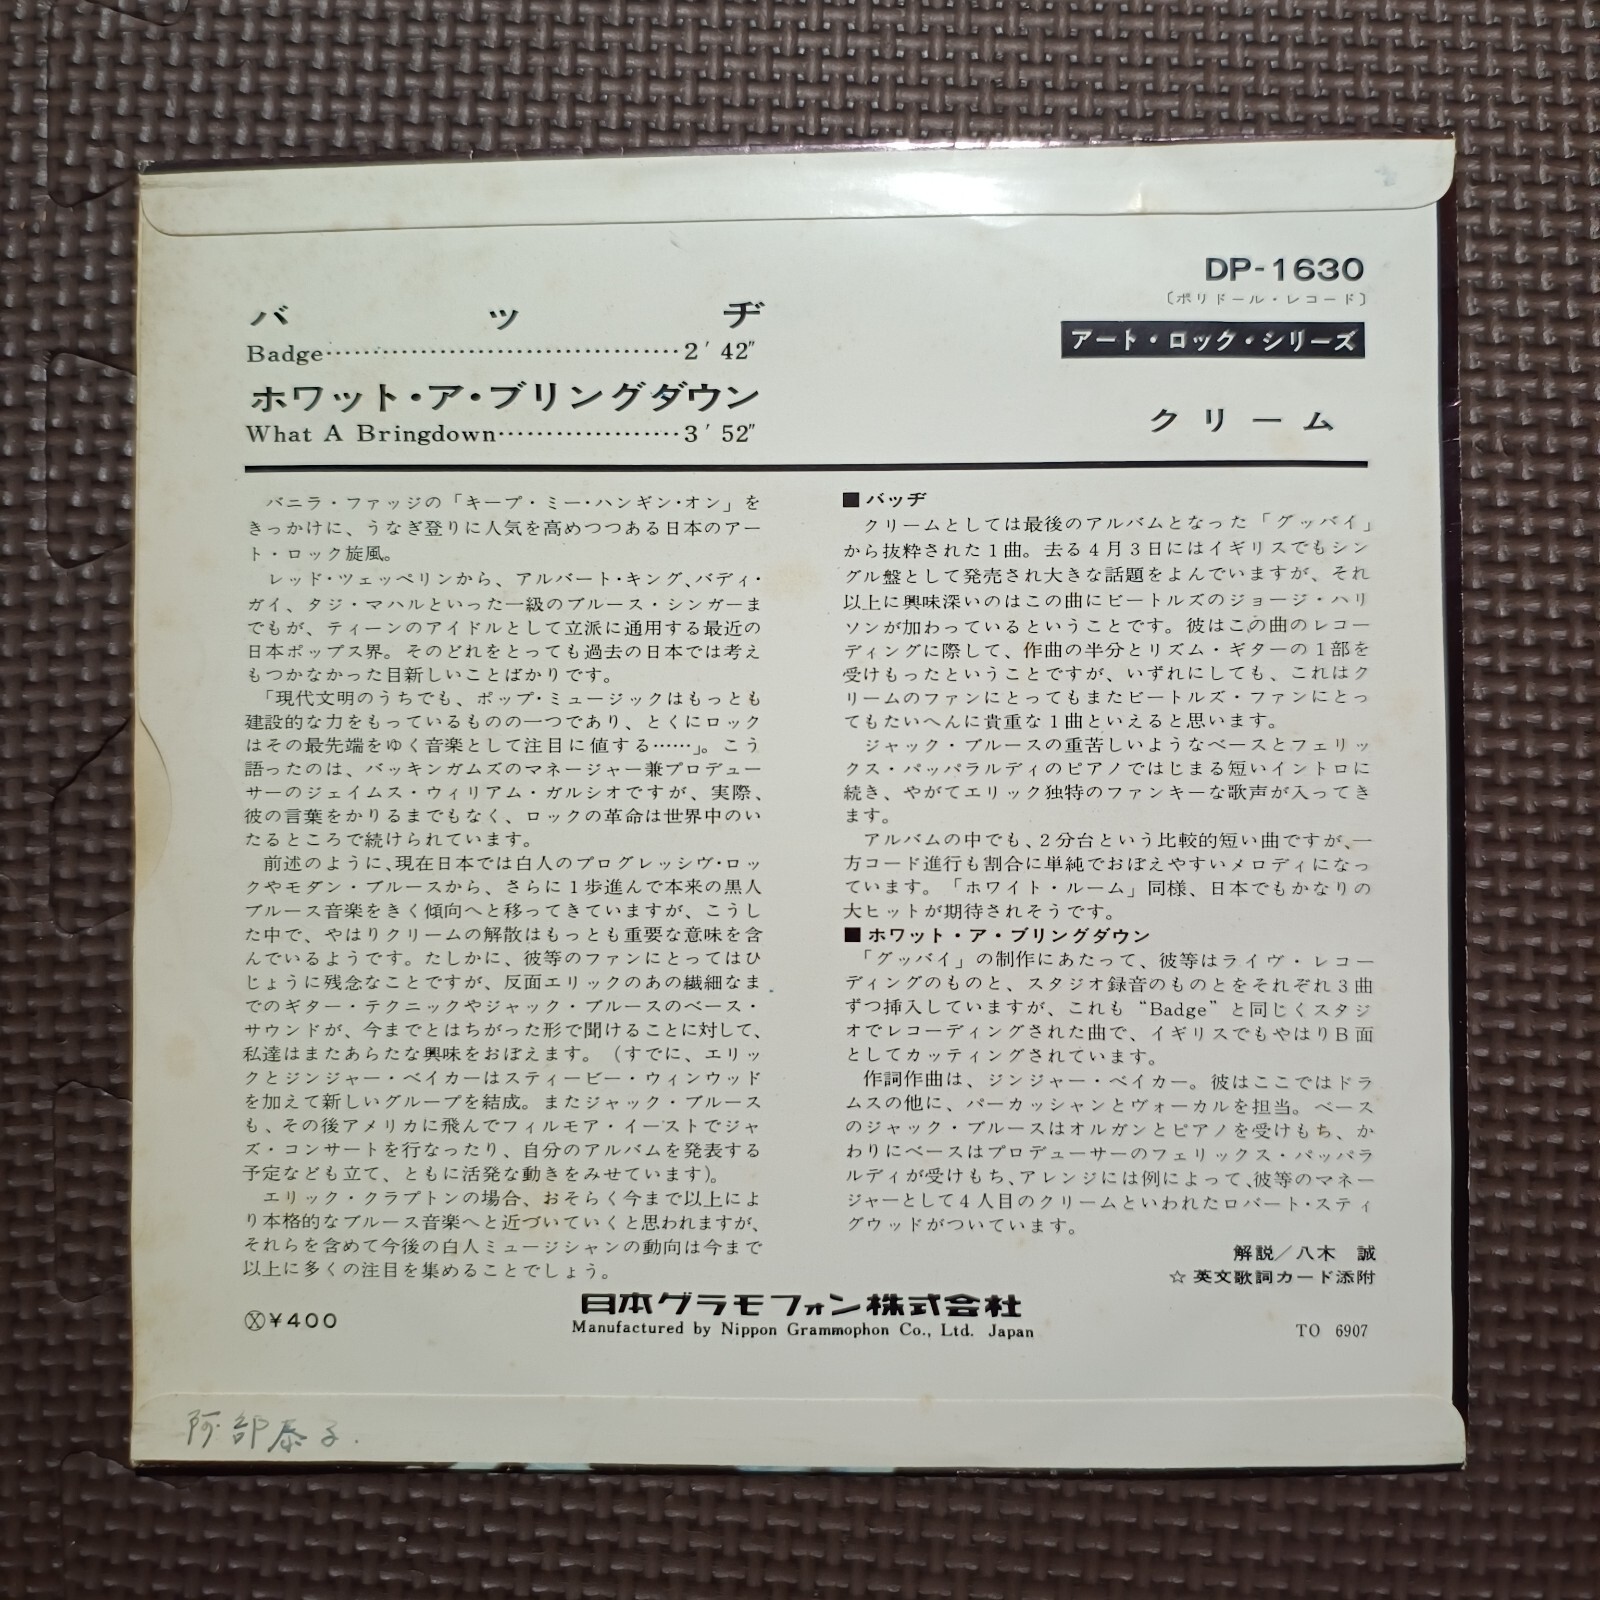 DP-1630
〔ポリドール・レコード〕
アート・ロック・シリーズ
クリーム
バッヂ
Badge……………………………………2′42″
ホワット・ア・ブリングダウン
What A Bringdown…………………3′52″
バニラ・ファッジの「キープ・ミー・ハンギン・オン」を
きっかけに、うなぎ登りに人気を高めつつある日本のアー
ト・ロック旋風。
レッド・ツェッペリンから、アルバート・キング、バディ・
ガイ、タジ・マハルといった一級のブルース・シンガーま
でもが、ティーンのアイドルとして立派に通用する最近の
日本ポップス界。そのどれをとっても過去の日本では考え
もつかなかった目新しいことばかりです。
「現代文明のうちでも、ポップ・ミュージックはもっとも
建設的な力をもっているものの一つであり、とくにロック
はその最先端をゆく音楽として注目に値する……」。こう
語ったのは、バッキンガムズのマネージャー兼プロデュー
サーのジェイムス・ウィリアム・ガルシオですが、実際、
彼の言葉をかりるまでもなく、ロックの革命は世界中のい
たるところで続けられています。
前述のように、現在日本では白人のプログレッシヴ・ロッ
クやモダン・ブルースから、さらに1歩進んで本来の黒人
ブルース音楽をきく傾向へと移ってきていますが、こうし
た中で、やはりクリームの解散はもっとも重要な意味を含
んでいるようです。たしかに、彼等のファンにとってはひ
じょうに残念なことですが、反面エリックのあの繊細なま
でのギター・テクニックやジャック・ブルースのベース・
サウンドが、今までとはちがった形で聞けることに対して、
私達はまたあらたな興味をおぼえます。（すでに、エリッ
クとジンジャー・ベイカーはスティービー・ウィンウッド
を加えて新しいグループを結成。またジャック・ブルース
も、その後アメリカに飛んでフィルモア・イーストでジャ
ズ・コンサートを行なったり、自分のアルバムを発表する
予定なども立て、ともに活発な動きをみせています）。
エリック・クラプトンの場合、おそらく今まで以上によ
り本格的なブルース音楽へと近づいていくと思われますが、
それらを含めて今後の白人ミュージシャンの動向は今まで
以上に多くの注目を集めることでしょう。
■バッヂ
クリームとしては最後のアルバムとなった「グッバイ」
から抜粋された1曲。去る4月3日にはイギリスでもシン
グル盤として発売され大きな話題をよんでいますが、それ
以上に興味深いのはこの曲にビートルズのジョージ・ハリ
ソンが加わっているということです。彼はこの曲のレコー
ディングに際して、作曲の半分とリズム・ギターの1部を
受けもったということですが、いずれにしても、これはク
リームのファンにとってもまたビートルズ・ファンにとっ
てもたいへんに貴重な1曲といえると思います。
ジャック・ブルースの重苦しいようなベースとフェリッ
クス・パッパラルディのピアノではじまる短いイントロに
続き、やがてエリック独特のファンキーな歌声が入ってき
ます。
アルバムの中でも、2分台という比較的短い曲ですが、一
方コード進行も割合に単純でおぼえやすいメロディになっ
ています。「ホワイト・ルーム」同様、日本でもかなりの
大ヒットが期待されそうです。
■ホワット・ア・ブリングダウン
「グッバイ」の制作にあたって、彼等はライヴ・レコー
ディングのものと、スタジオ録音のものとをそれぞれ3曲
ずつ挿入していますが、これも “Badge” と同じくスタジ
オでレコーディングされた曲で、イギリスでもやはりB面
としてカッティングされています。
作詞作曲は、ジンジャー・ベイカー。彼はここではドラ
ムスの他に、パーカッシャンとヴォーカルを担当。ベース
のジャック・ブルースはオルガンとピアノを受けもち、か
わりにベースはプロデューサーのフェリックス・パッパラ
ルディが受けもち、アレンジには例によって、彼等のマネー
ジャーとして4人目のクリームといわれたロバート・スティ
グウッドがついています。
解説／八木 誠
☆英文歌詞カード添附
Ⓧ¥400
日本グラモフォン株式会社
Manufactured by Nippon Grammophon Co., Ltd. Japan
TO 6907
阿部泰子.